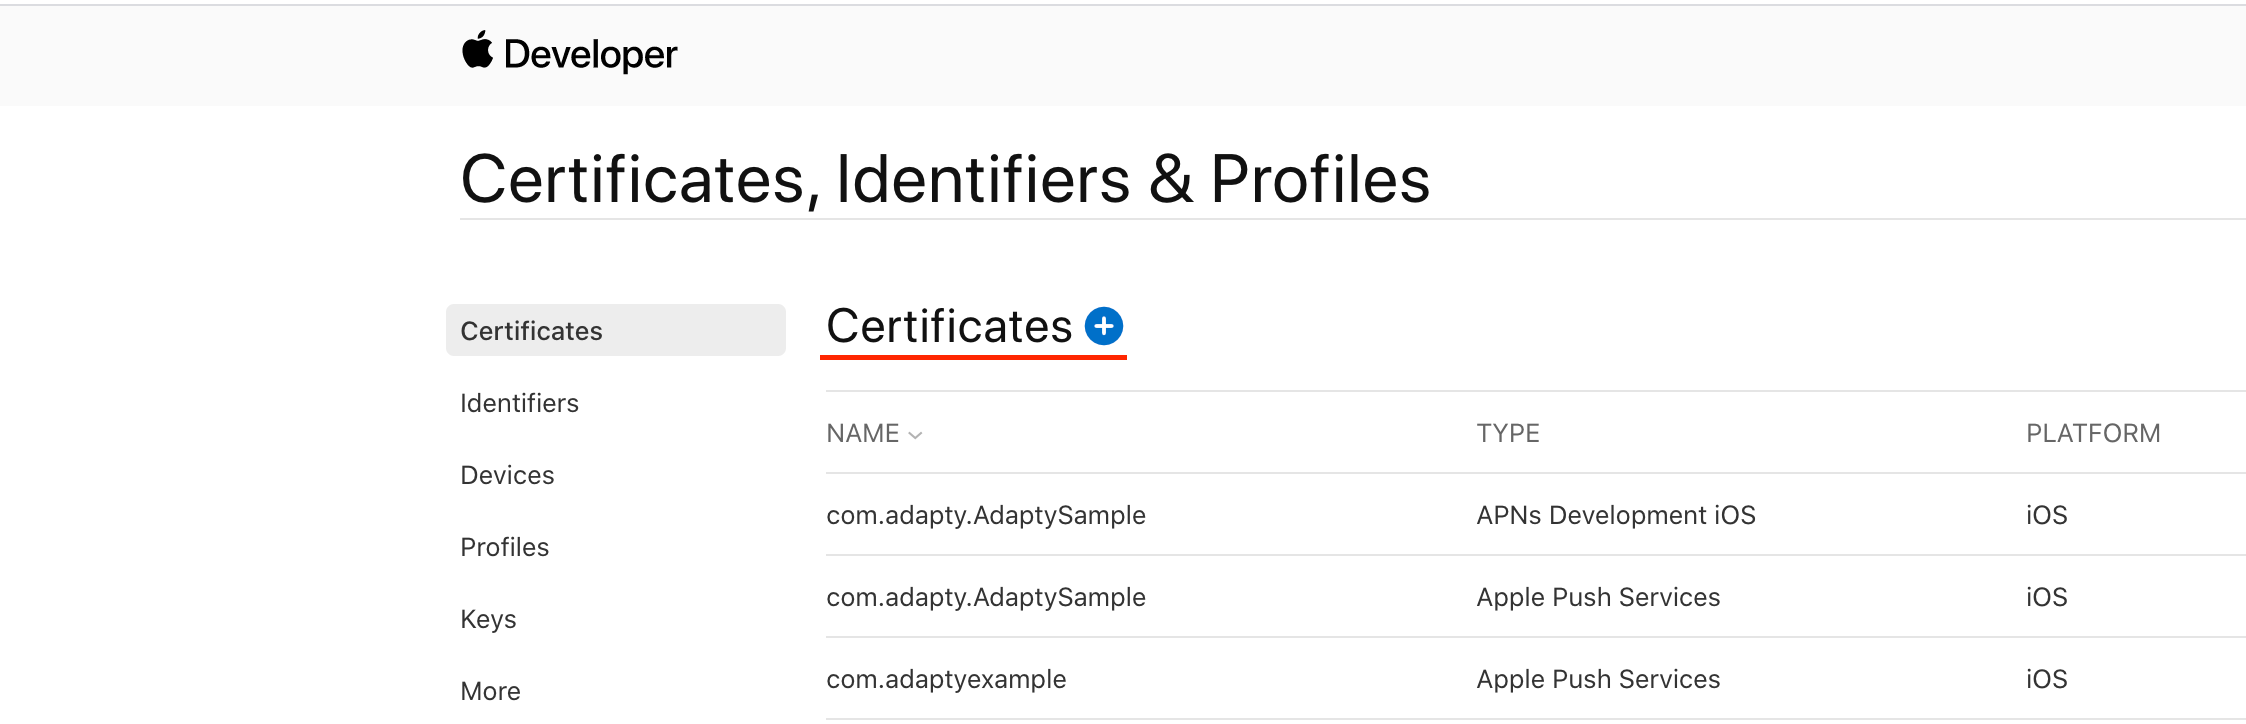 Developer
Certificates, Identifiers & Profiles
Certificates
Identifiers
Devices
Profiles
Keys
More
Certificates
NAME TYPE PLATFORM
com.adapty.AdaptySample APNs Development iOS iOS
com.adapty.AdaptySample Apple Push Services iOS
com.adaptyexample Apple Push Services iOS